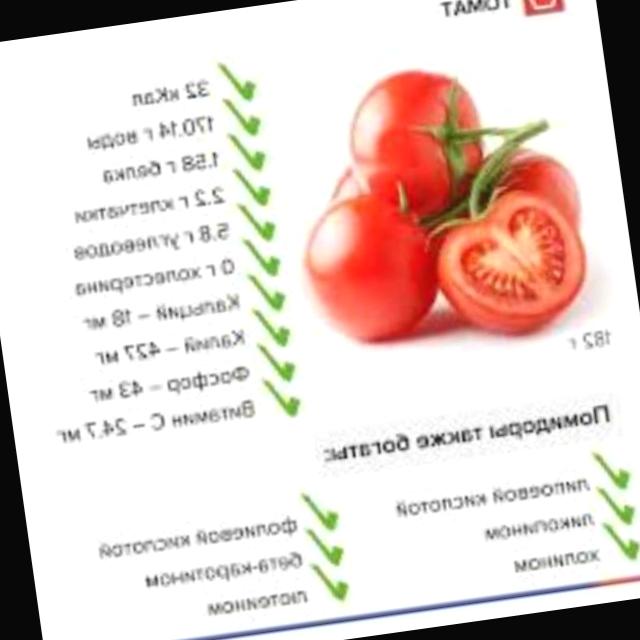 ТОМАТ
182 г
32 кКал
170.14 г воды
1.58 г белка
2.2 г клетчатки
5.8 г углеводов
0 г холестерина
Кальций – 18 мг
Калий – 427 мг
Фосфор – 43 мг
Витамин С – 24.7 мг
Помидоры также богаты:
липоевой кислотой
ликопином
холином
фолиевой кислотой
бета-каротином
лютеином